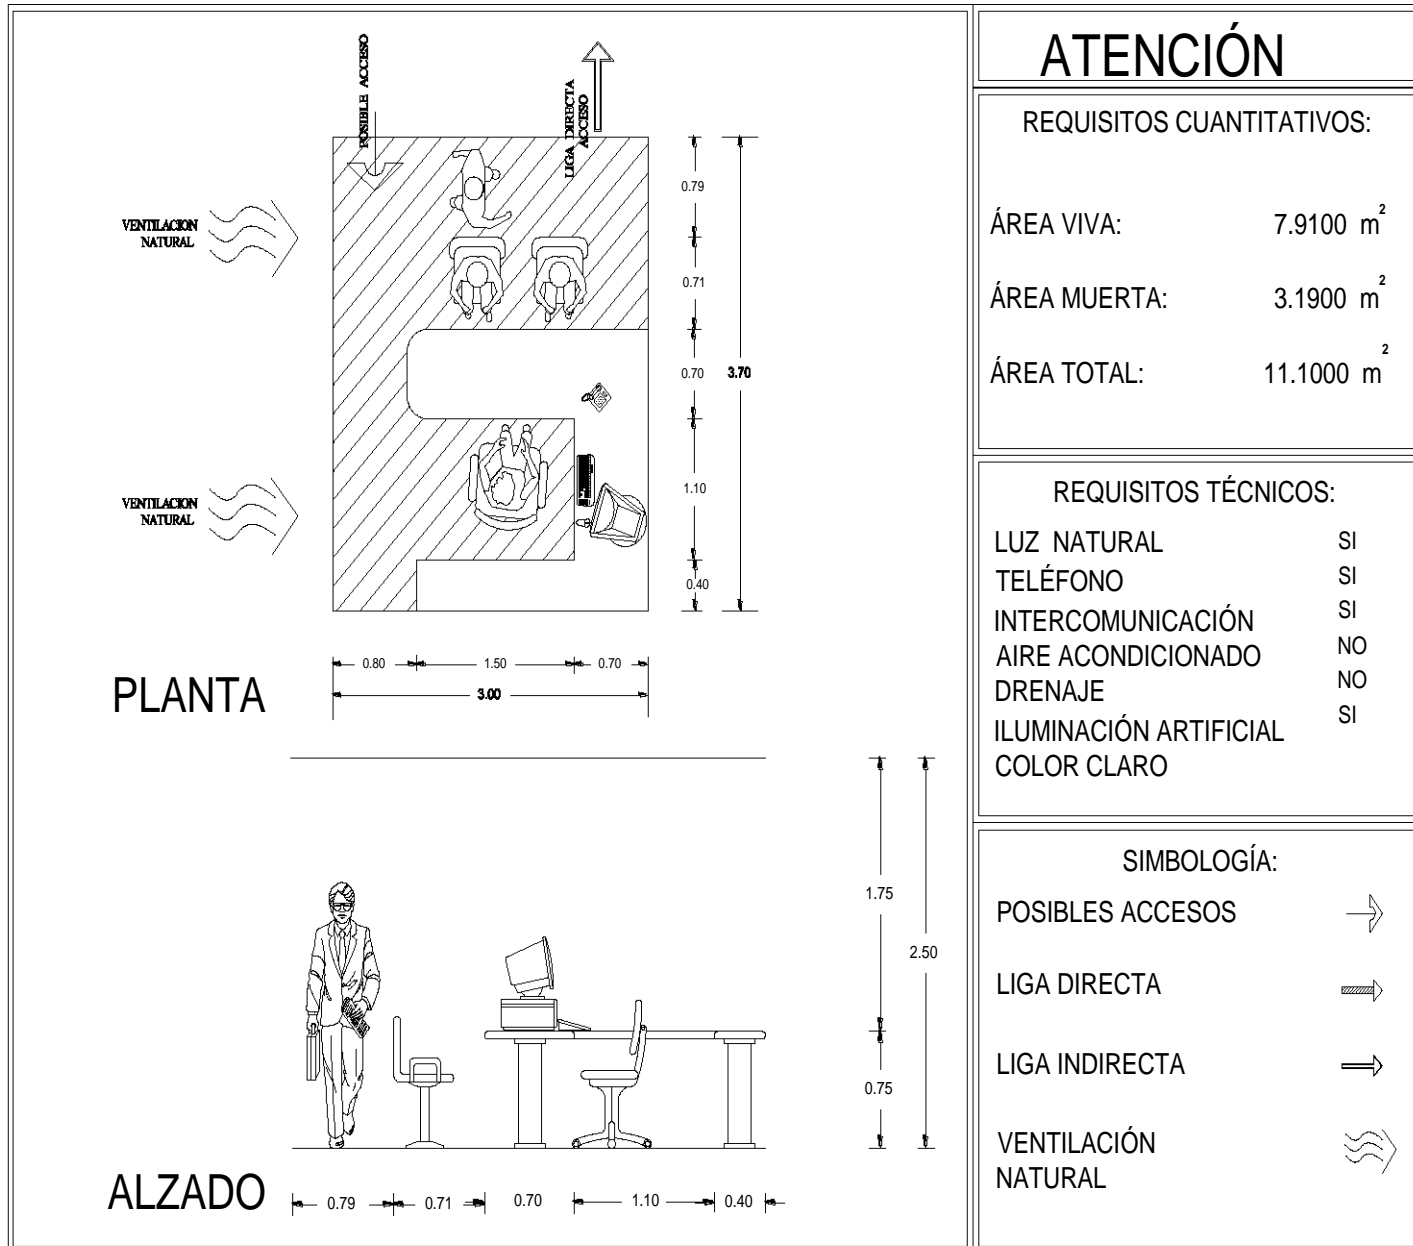 POSIBLE ACCESO
LIGA DIRECTA
ACCESO
VENTILACION
NATURAL
VENTILACION
NATURAL
0.79
0.71
0.70
3.70
1.10
0.40
0.80
1.50
0.70
3.00
PLANTA
1.75
2.50
0.75
ALZADO
0.79
0.71
0.70
1.10
0.40
ATENCIÓN
REQUISITOS CUANTITATIVOS:
ÁREA VIVA: 7.9100 m²
ÁREA MUERTA: 3.1900 m²
ÁREA TOTAL: 11.1000 m²
REQUISITOS TÉCNICOS:
LUZ NATURAL SI
TELÉFONO SI
INTERCOMUNICACIÓN SI
AIRE ACONDICIONADO NO
DRENAJE NO
ILUMINACIÓN ARTIFICIAL SI
COLOR CLARO
SIMBOLOGÍA:
POSIBLES ACCESOS
LIGA DIRECTA
LIGA INDIRECTA
VENTILACIÓN
NATURAL